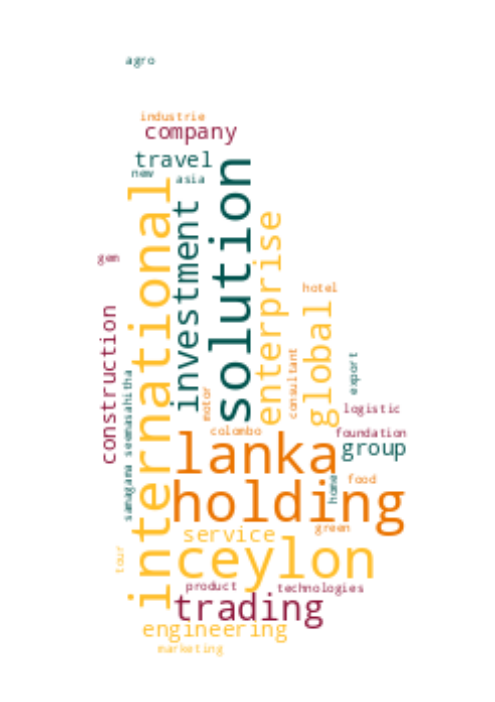 agro
industrie
company
travel
new
asia
international
investment
solution
enterprise
gem
hotel
global
construction
samagama seemasahitha
motor
consultant
export
logistic
colombo
foundation
lanka
group
home
food
holding
green
service
tour
ceylon
product
technologies
trading
engineering
marketing